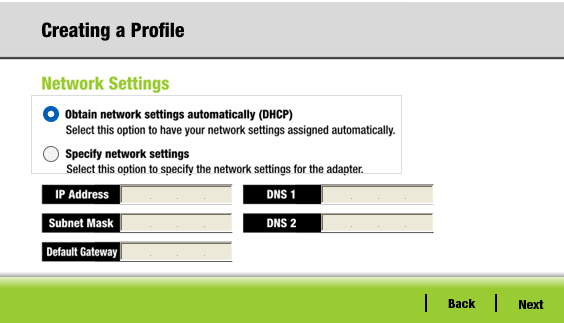 Creating a Profile
Network Settings
Obtain network settings automatically (DHCP)
Select this option to have your network settings assigned automatically.
Specify network settings
Select this option to specify the network settings for the adapter.
IP Address . . . DNS 1 . . .
Subnet Mask . . . DNS 2 . . .
Default Gateway . . .
| Back | Next